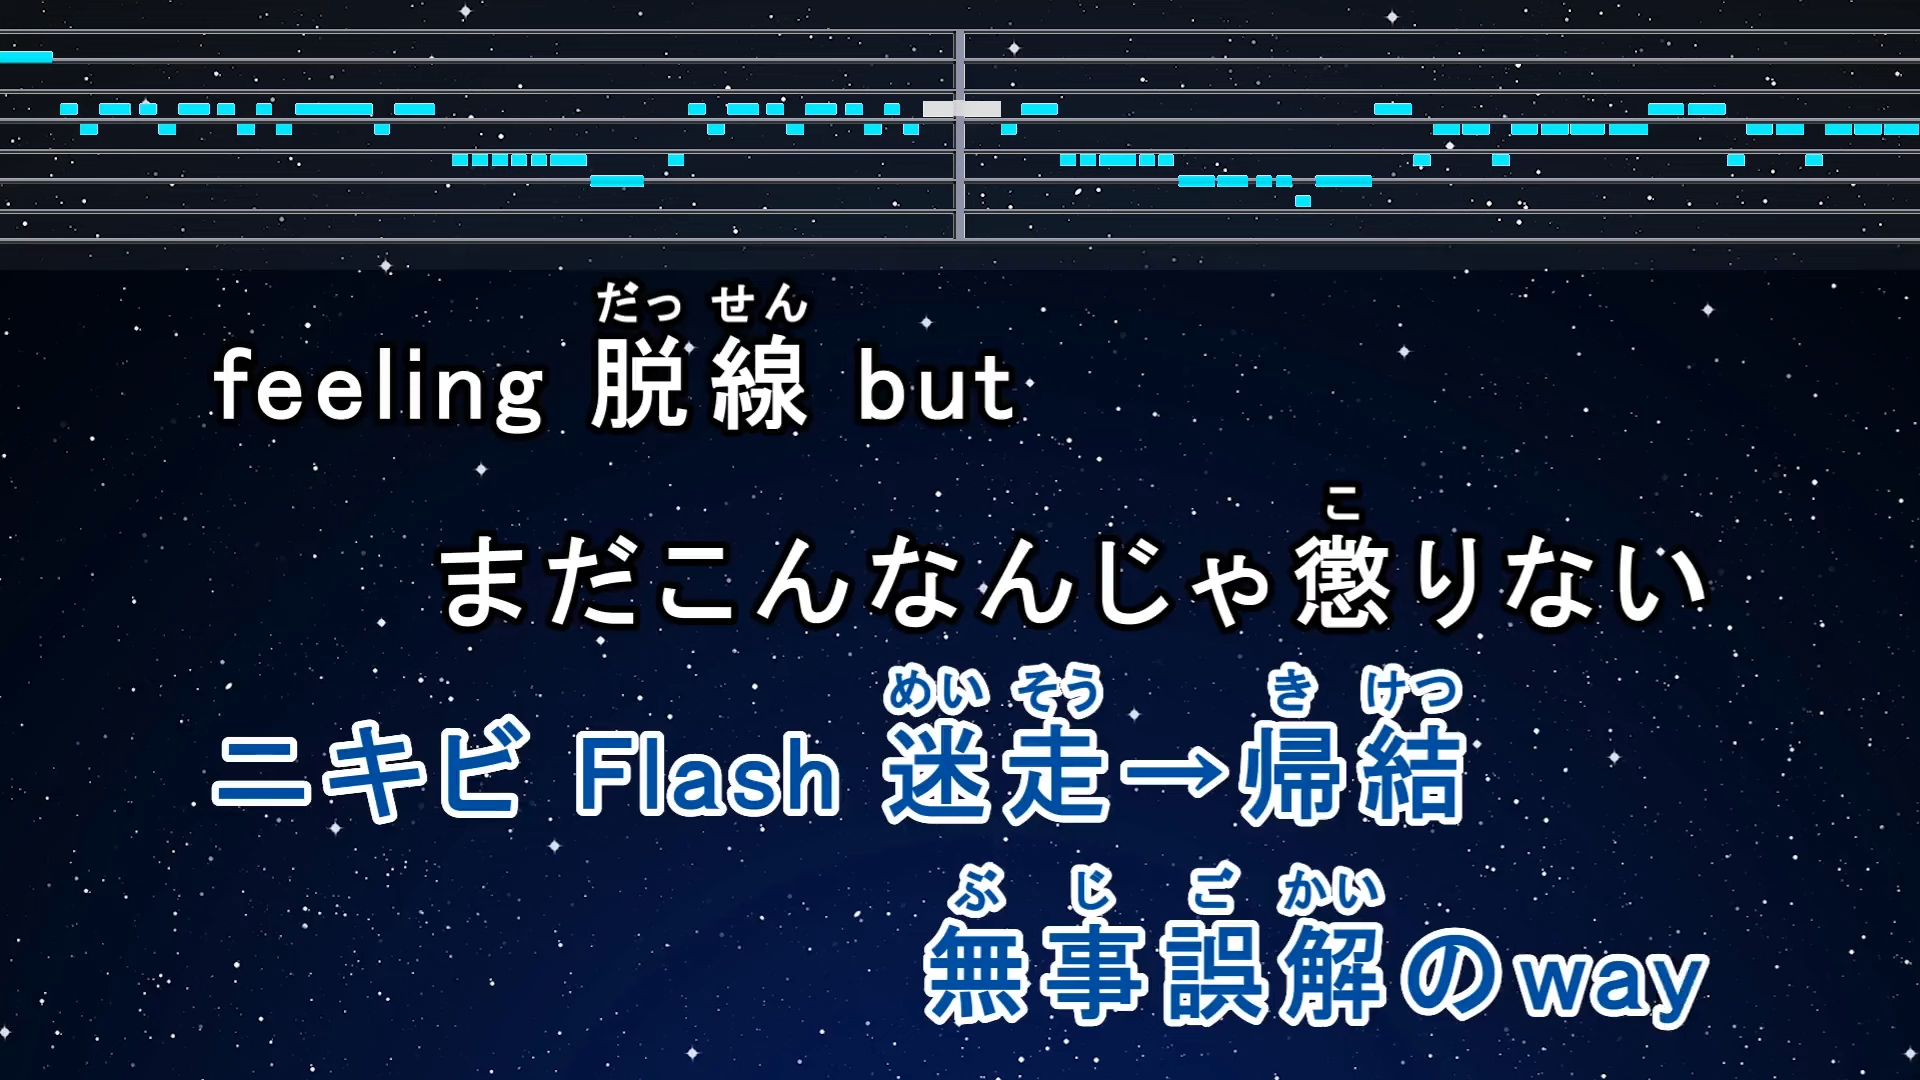 だっせん
feeling 脱線 but
こ
まだこんなんじゃ懲りない
めいそう きけつ
ニキビ Flash 迷走→帰結
ぶじごかい
無事誤解のway